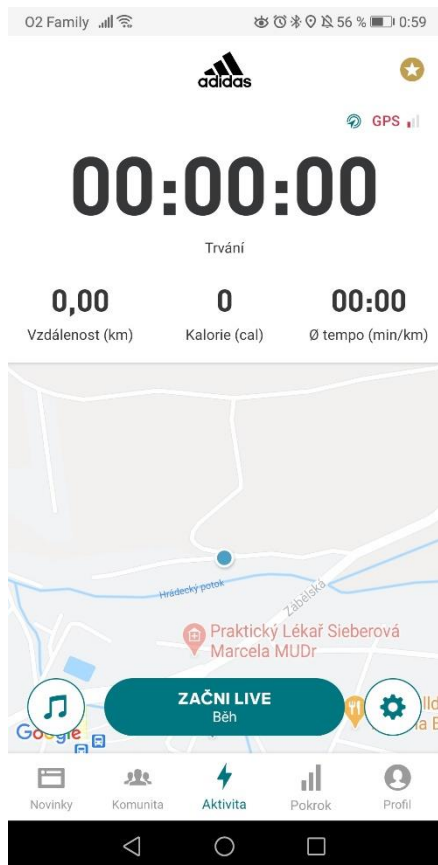 O2 Family 56 % 0:59
adidas
GPS
00:00:00
Trvání
0,00 0 00:00
Vzdálenost (km) Kalorie (cal) Ø tempo (min/km)
Hrádecký potok
Zábělská
Praktický Lékař Sieberová
Marcela MUDr
ZAČNI LIVE
Běh
Google
Novinky Komunita Aktivita Pokrok Profil